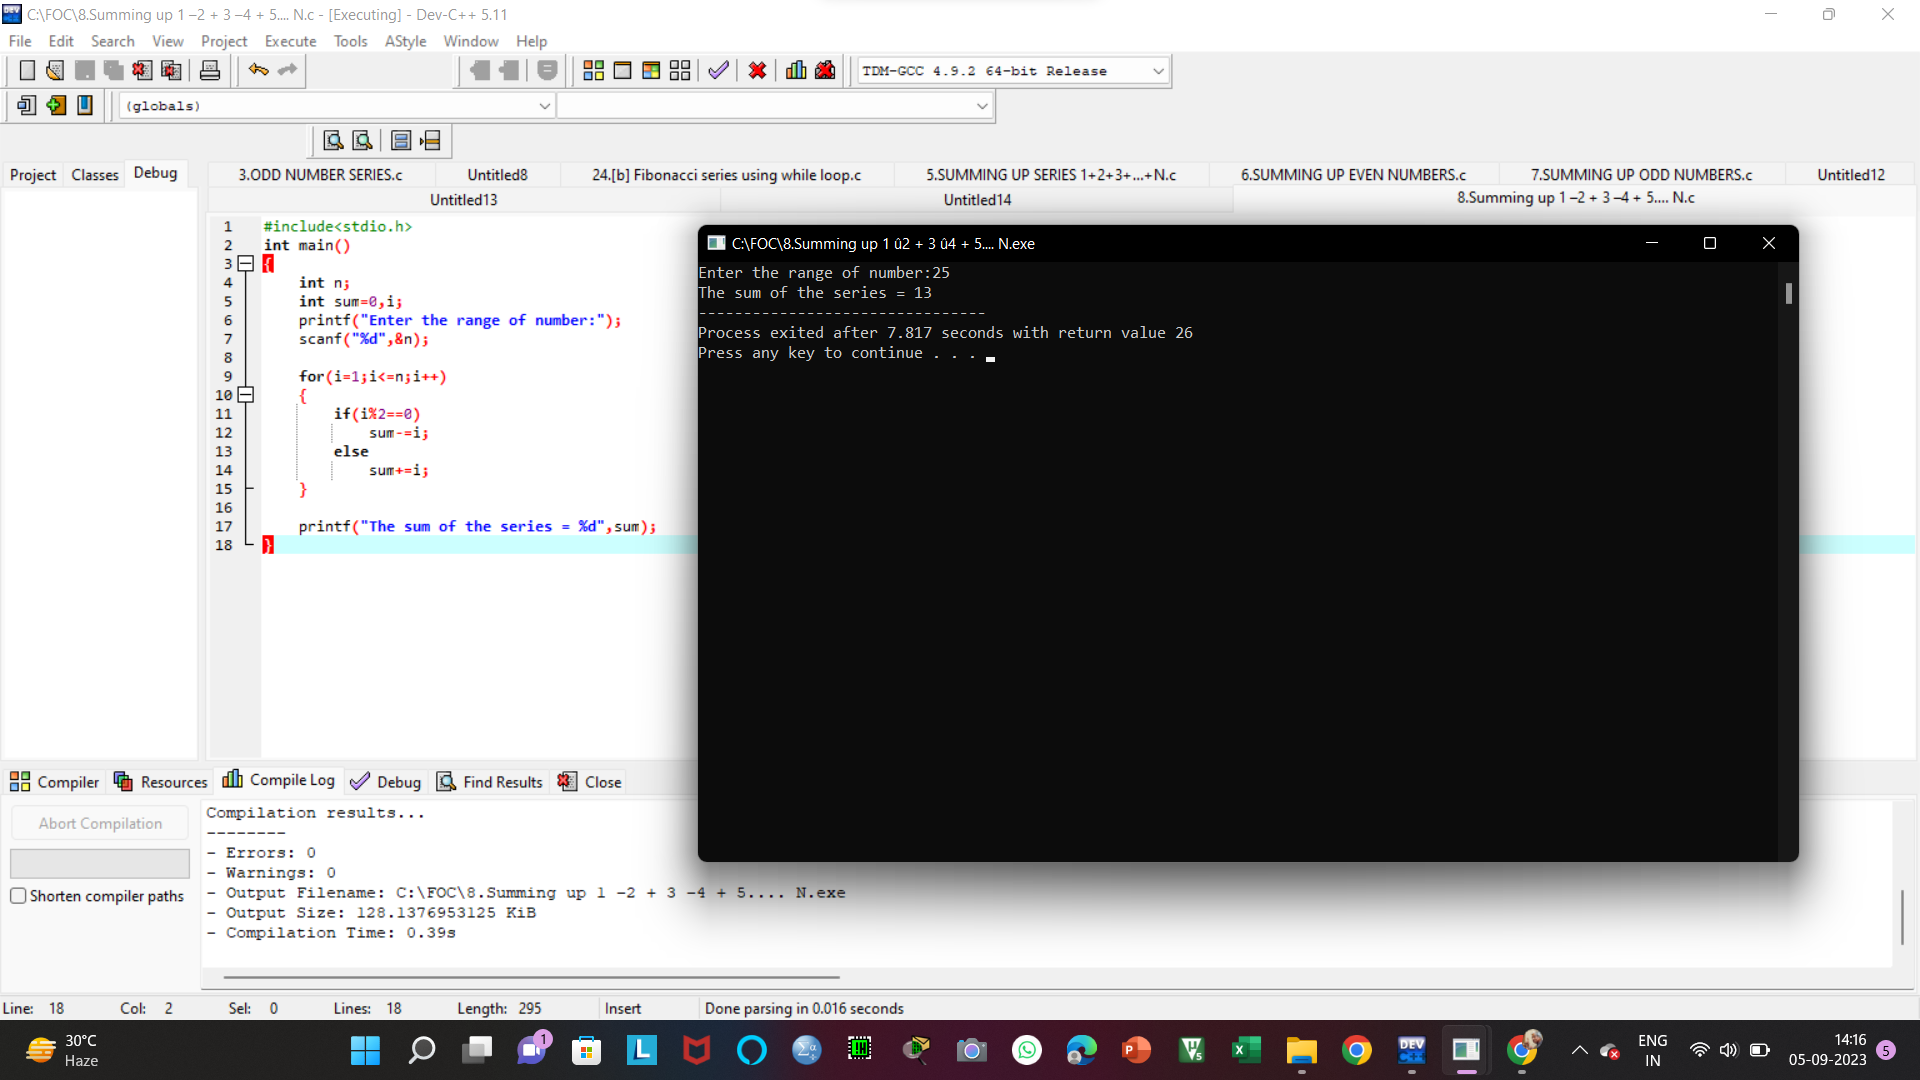 C:\FOC\8.Summing up 1 –2 + 3 –4 + 5.... N.c - [Executing] - Dev-C++ 5.11
File Edit Search View Project Execute Tools AStyle Window Help
TDM-GCC 4.9.2 64-bit Release
(globals)
Project Classes Debug
3.ODD NUMBER SERIES.c Untitled8 24.[b] Fibonacci series using while loop.c 5.SUMMING UP SERIES 1+2+3+...+N.c 6.SUMMING UP EVEN NUMBERS.c 7.SUMMING UP ODD NUMBERS.c Untitled12
Untitled13 Untitled14 8.Summing up 1 –2 + 3 –4 + 5.... N.c
1 #include<stdio.h>
2 int main()
3 {
4 int n;
5 int sum=0,i;
6 printf("Enter the range of number:");
7 scanf("%d",&n);
8
9 for(i=1;i<=n;i++)
10 {
11 if(i%2==0)
12 sum-=i;
13 else
14 sum+=i;
15 }
16
17 printf("The sum of the series = %d",sum);
18 }
C:\FOC\8.Summing up 1 û2 + 3 û4 + 5.... N.exe
Enter the range of number:25
The sum of the series = 13
--------------------------------
Process exited after 7.817 seconds with return value 26
Press any key to continue . . .
Compiler Resources Compile Log Debug Find Results Close
Abort Compilation
Shorten compiler paths
Compilation results...
--------
- Errors: 0
- Warnings: 0
- Output Filename: C:\FOC\8.Summing up 1 –2 + 3 –4 + 5.... N.exe
- Output Size: 128.1376953125 KiB
- Compilation Time: 0.39s
Line: 18 Col: 2 Sel: 0 Lines: 18 Length: 295 Insert Done parsing in 0.016 seconds
30°C
Haze
1
ENG
IN
14:16
05-09-2023
5